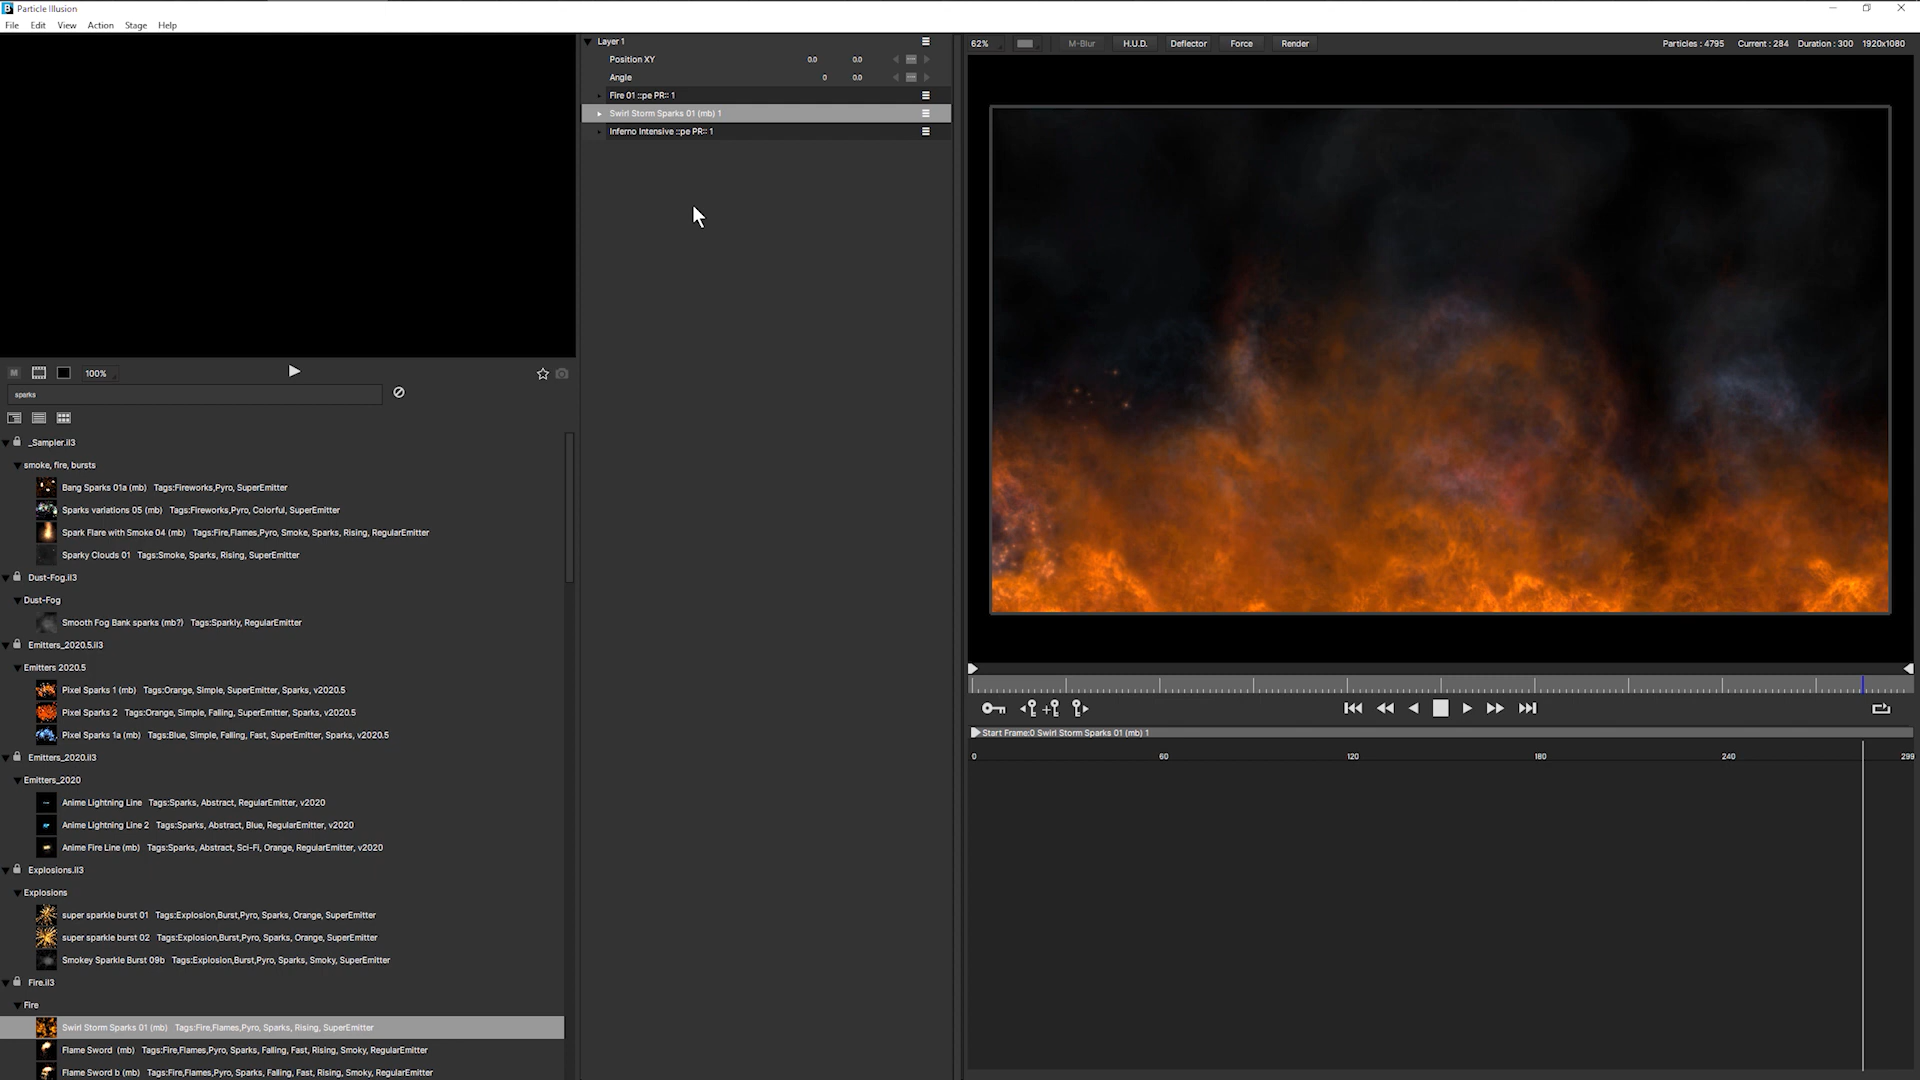 Particle Illusion
File Edit View Action Stage Help
Layer 1
Position XY 0.0 0.0
Angle 0 0.0
Fire 01 ::pe PR:: 1
Swirl Storm Sparks 01 (mb) 1
Inferno Intensive ::pe PR:: 1
62% M-Blur H.U.D. Deflector Force Render Particles : 4795 Current : 284 Duration : 300 1920x1080
M 100%
sparks
_Sampler.il3
smoke, fire, bursts
Bang Sparks 01a (mb) Tags:Fireworks,Pyro, SuperEmitter
Sparks variations 05 (mb) Tags:Fireworks,Pyro, Colorful, SuperEmitter
Spark Flare with Smoke 04 (mb) Tags:Fire,Flames,Pyro, Smoke, Sparks, Rising, RegularEmitter
Sparky Clouds 01 Tags:Smoke, Sparks, Rising, SuperEmitter
Dust-Fog.il3
Dust-Fog
Smooth Fog Bank sparks (mb?) Tags:Sparkly, RegularEmitter
Emitters_2020.5.il3
Emitters 2020.5
Pixel Sparks 1 (mb) Tags:Orange, Simple, SuperEmitter, Sparks, v2020.5
Pixel Sparks 2 Tags:Orange, Simple, Falling, SuperEmitter, Sparks, v2020.5
Pixel Sparks 1a (mb) Tags:Blue, Simple, Falling, Fast, SuperEmitter, Sparks, v2020.5
Emitters_2020.il3
Emitters_2020
Anime Lightning Line Tags:Sparks, Abstract, RegularEmitter, v2020
Anime Lightning Line 2 Tags:Sparks, Abstract, Blue, RegularEmitter, v2020
Anime Fire Line (mb) Tags:Sparks, Abstract, Sci-Fi, Orange, RegularEmitter, v2020
Explosions.il3
Explosions
super sparkle burst 01 Tags:Explosion,Burst,Pyro, Sparks, Orange, SuperEmitter
super sparkle burst 02 Tags:Explosion,Burst,Pyro, Sparks, Orange, SuperEmitter
Smokey Sparkle Burst 09b Tags:Explosion,Burst,Pyro, Sparks, Smoky, SuperEmitter
Fire.il3
Fire
Swirl Storm Sparks 01 (mb) Tags:Fire,Flames,Pyro, Sparks, Rising, SuperEmitter
Flame Sword (mb) Tags:Fire,Flames,Pyro, Sparks, Falling, Fast, Rising, Smoky, RegularEmitter
Flame Sword b (mb) Tags:Fire,Flames,Pyro, Sparks, Falling, Fast, Rising, Smoky, RegularEmitter
Start Frame:0 Swirl Storm Sparks 01 (mb) 1
0 60 120 180 240 299